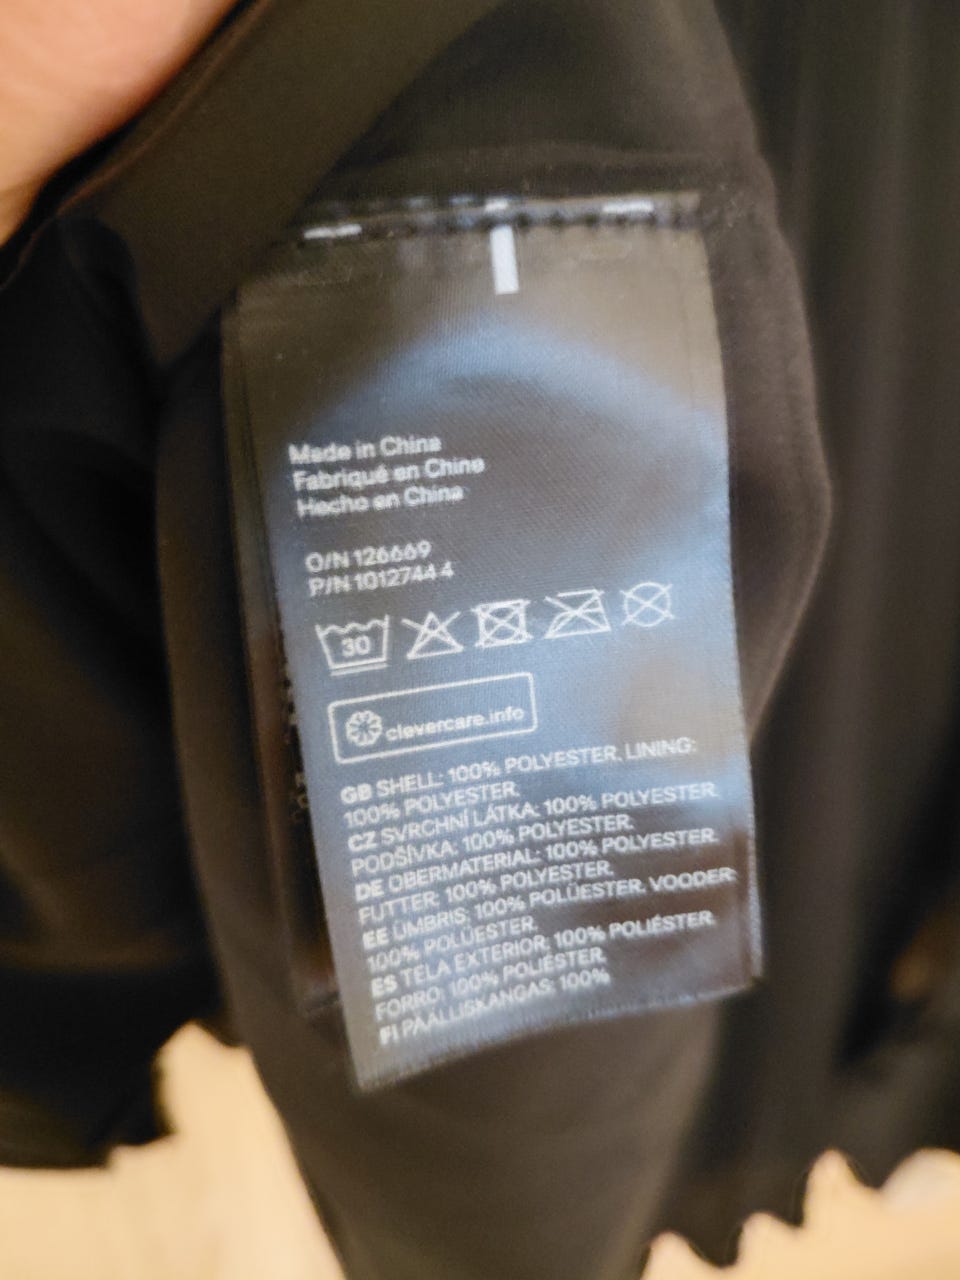 Made in China
Fabriqué en Chine
Hecho en China
O/N 126669
P/N 1012744 4
30
clevercare.info
GB SHELL: 100% POLYESTER. LINING:
100% POLYESTER.
CZ SVRCHNÍ LÁTKA: 100% POLYESTER.
PODŠÍVKA: 100% POLYESTER.
DE OBERMATERIAL: 100% POLYESTER.
FUTTER: 100% POLYESTER.
EE ÜMBRIS: 100% POLÜESTER. VOODER:
100% POLÜESTER.
ES TELA EXTERIOR: 100% POLIÉSTER.
FORRO: 100% POLIÉSTER.
FI PÄÄLLISKANGAS: 100%